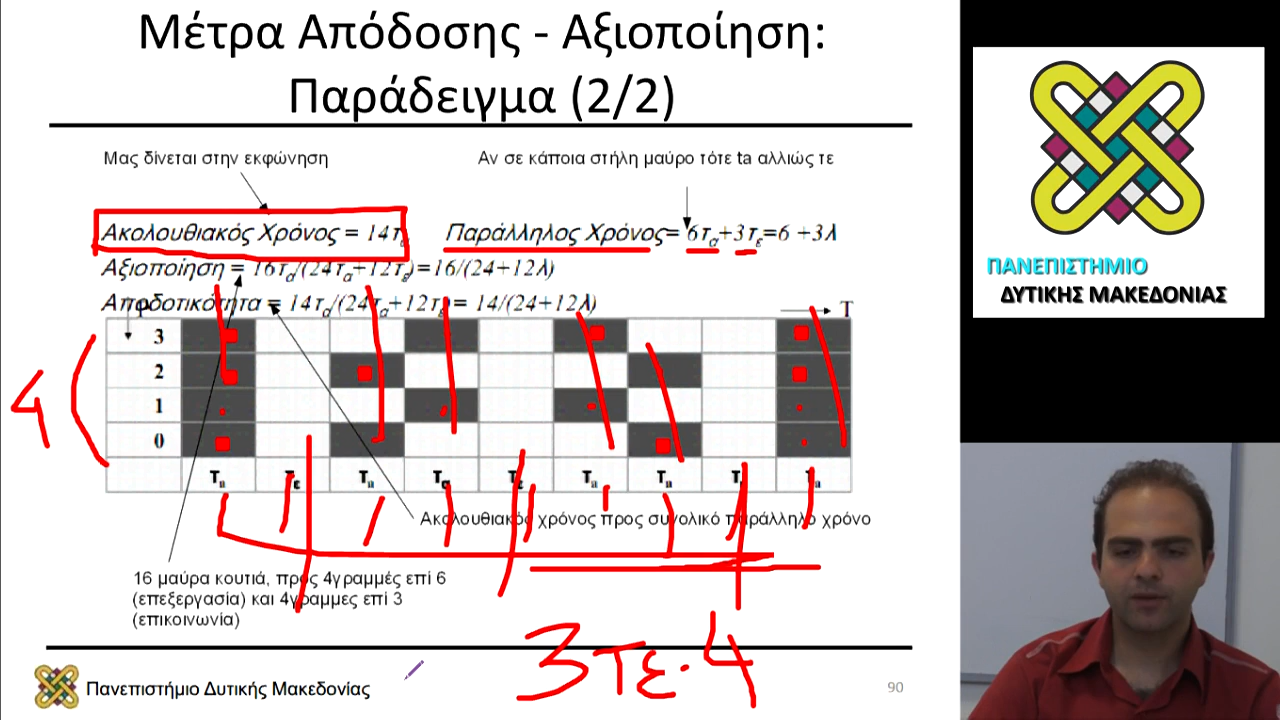 Μέτρα Απόδοσης - Αξιοποίηση:
Παράδειγμα (2/2)
Μας δίνεται στην εκφώνηση
Αν σε κάποια στήλη μαύρο τότε ta αλλιώς τε
Ακολουθιακός Χρόνος = 14τ
Παράλληλος Χρόνος= 6τα+3τε=6 +3λ
Αξιοποίηση = 16τα/(24τα+12τε)=16/(24+12λ)
Αποδοτικότητα = 14τα/(24τα+12τε)= 14/(24+12λ)
P T
3
2
1
0
4
Τα Τε Τα Τα Τε Τα Τα Τε Τα
Ακολουθιακός χρόνος προς συνολικό παράλληλο χρόνο
16 μαύρα κουτιά, προς 4γραμμές επί 6
(επεξεργασία) και 4γραμμες επί 3
(επικοινωνία)
3τε·4
Πανεπιστήμιο Δυτικής Μακεδονίας
90
ΠΑΝΕΠΙΣΤΗΜΙΟ
ΔΥΤΙΚΗΣ ΜΑΚΕΔΟΝΙΑΣ